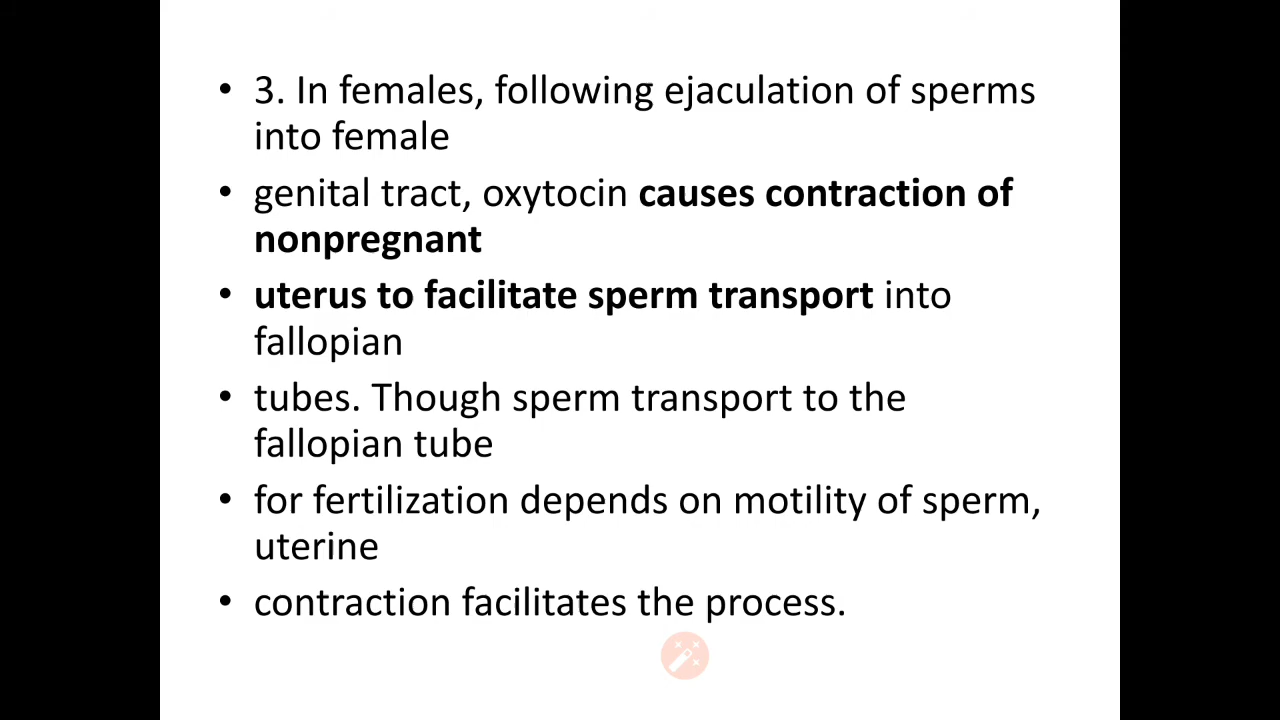 • 3. In females, following ejaculation of sperms
into female
• genital tract, oxytocin causes contraction of
nonpregnant
• uterus to facilitate sperm transport into
fallopian
• tubes. Though sperm transport to the
fallopian tube
• for fertilization depends on motility of sperm,
uterine
• contraction facilitates the process.